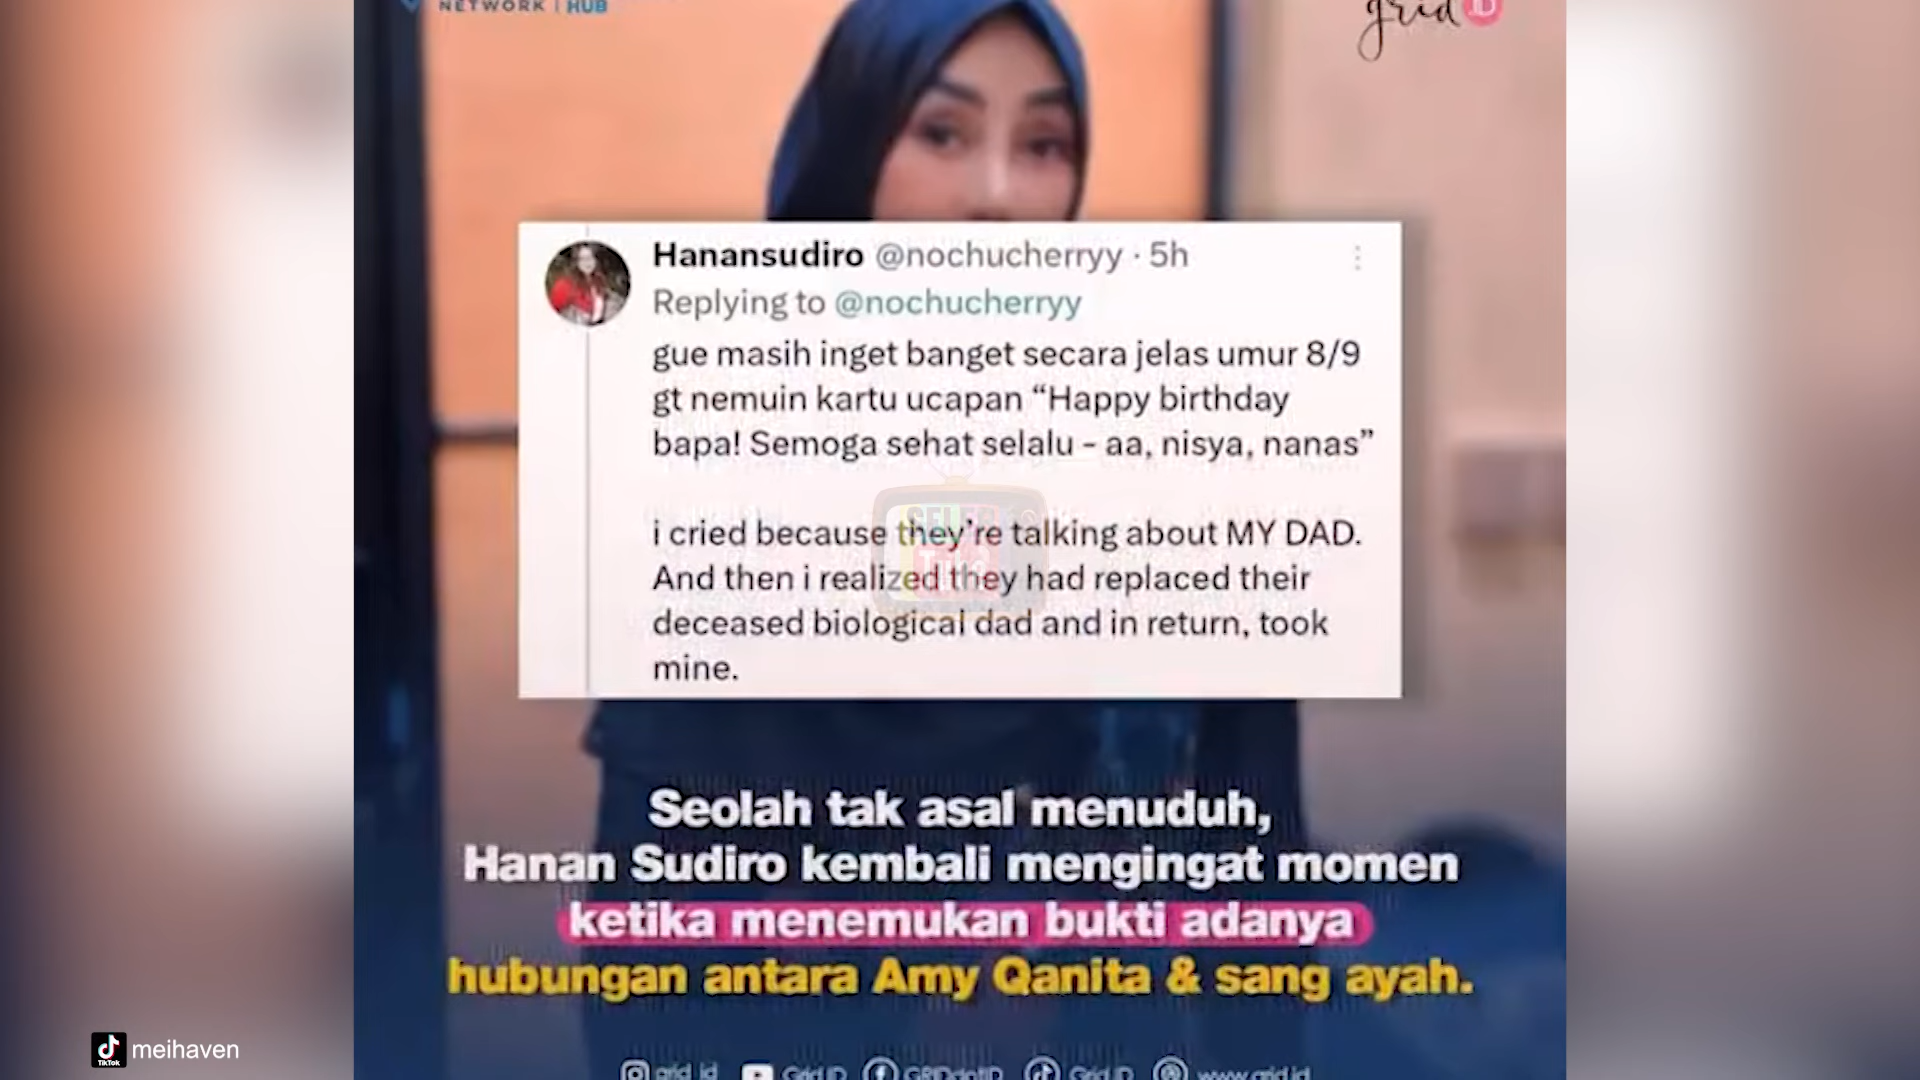 NETWORK | HUB
grid.ID
Hanansudiro @nochucherryy · 5h
Replying to @nochucherryy
gue masih inget banget secara jelas umur 8/9
gt nemuin kartu ucapan “Happy birthday
bapa! Semoga sehat selalu – aa, nisya, nanas”
i cried because they’re talking about MY DAD.
And then i realized they had replaced their
deceased biological dad and in return, took
mine.
Seolah tak asal menuduh,
Hanan Sudiro kembali mengingat momen
ketika menemukan bukti adanya
hubungan antara Amy Qanita & sang ayah.
TikTok meihaven
grid_id Grid.ID GRIDdotID Grid.ID www.grid.id